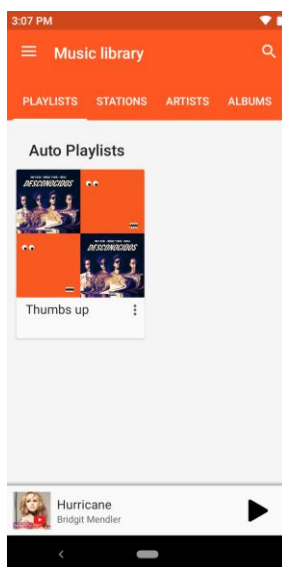 3:07 PM
Music library
PLAYLISTS STATIONS ARTISTS ALBUMS
Auto Playlists
DESCONOCIDOS
DESCONOCIDOS
Thumbs up
Hurricane
Bridgit Mendler